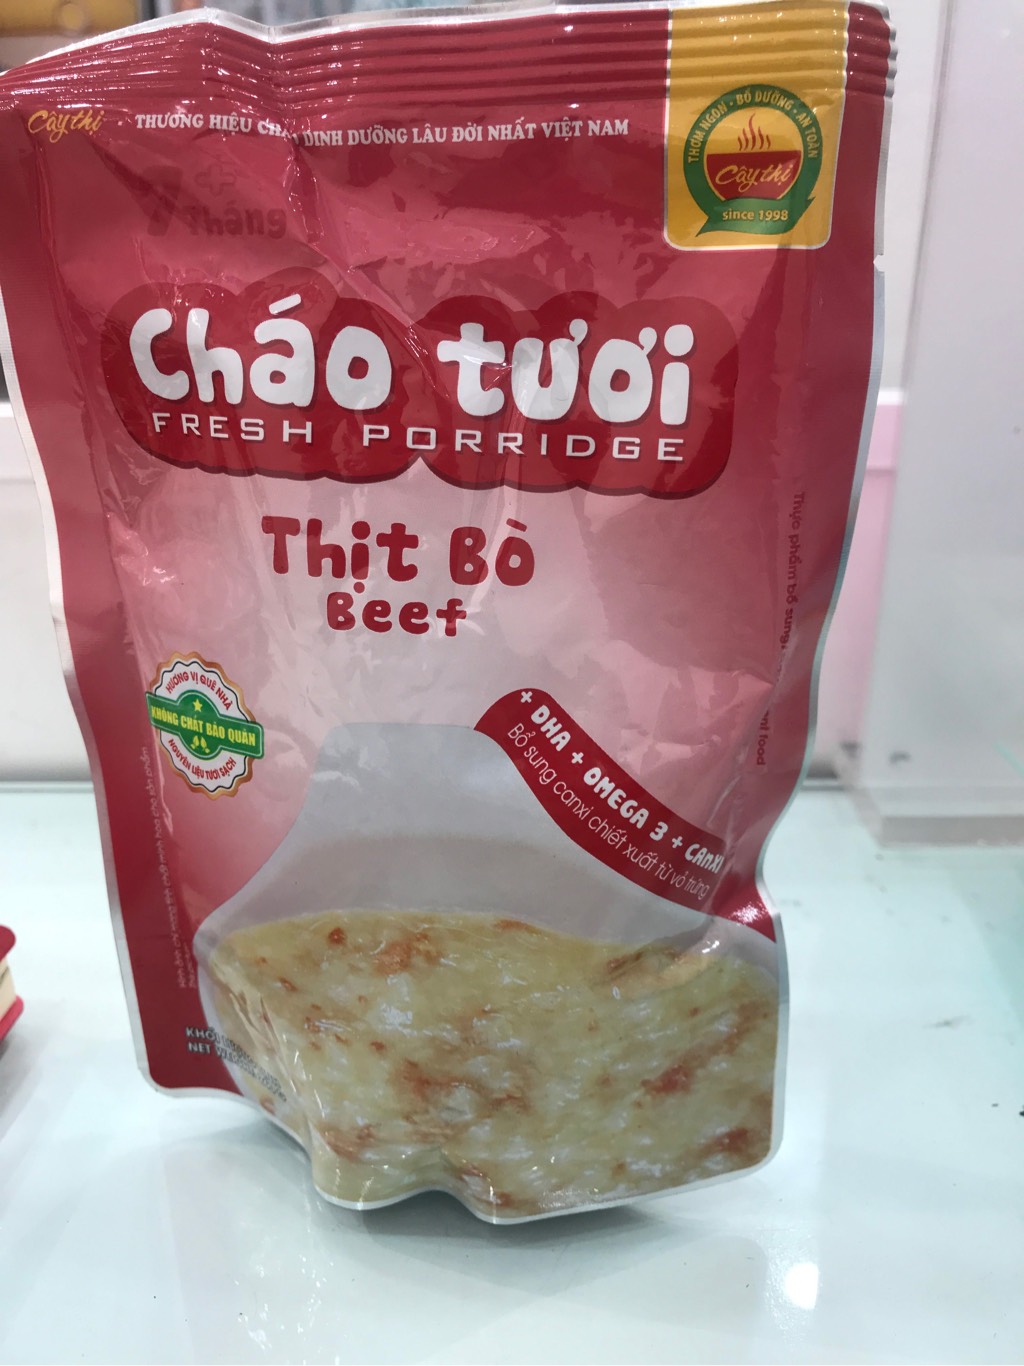 Cây thị
THƯƠNG HIỆU DINH DƯỠNG LÂU ĐỜI NHẤT VIỆT NAM
THƠM NGON - BỔ DƯỠNG - AN TOÀN
Cây thị
since 1998
7+
Tháng
Cháo tươi
FRESH PORRIDGE
Thịt Bò
Beef
HƯƠNG VỊ QUÊ NHÀ
KHÔNG CHẤT BẢO QUẢN
NGUYÊN LIỆU TƯƠI SẠCH
+ DHA + OMEGA 3 + CANXI
Bổ sung canxi chiết xuất từ vỏ trứng
Thực phẩm bổ sung
food
NET